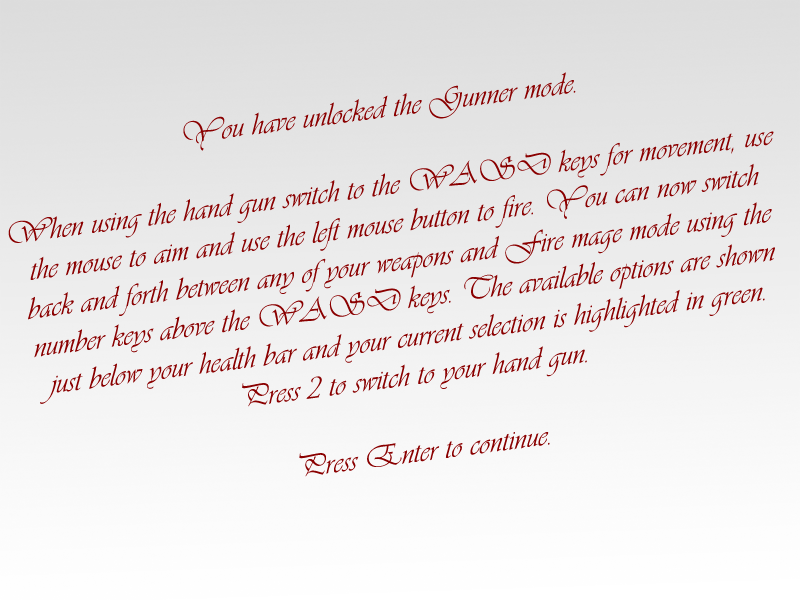 You have unlocked the Gunner mode.
When using the hand gun switch to the WASD keys for movement, use
the mouse to aim and use the left mouse button to fire. You can now switch
back and forth between any of your weapons and Fire mage mode using the
number keys above the WASD keys. The available options are shown
just below your health bar and your current selection is highlighted in green.
Press 2 to switch to your hand gun.
Press Enter to continue.